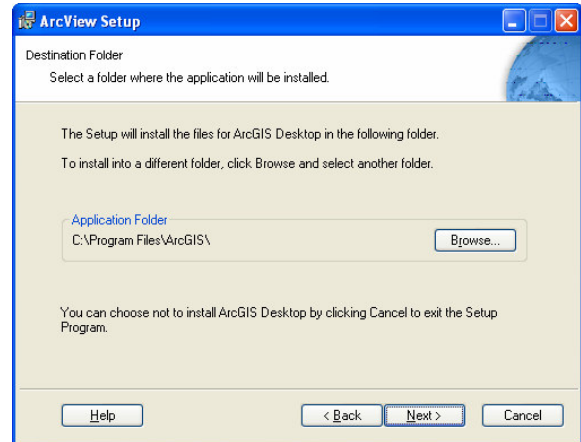 ArcView Setup
Destination Folder
Select a folder where the application will be installed.
The Setup will install the files for ArcGIS Desktop in the following folder.
To install into a different folder, click Browse and select another folder.
Application Folder
C:\Program Files\ArcGIS\
Browse...
You can choose not to install ArcGIS Desktop by clicking Cancel to exit the Setup
Program.
Help
< Back
Next >
Cancel